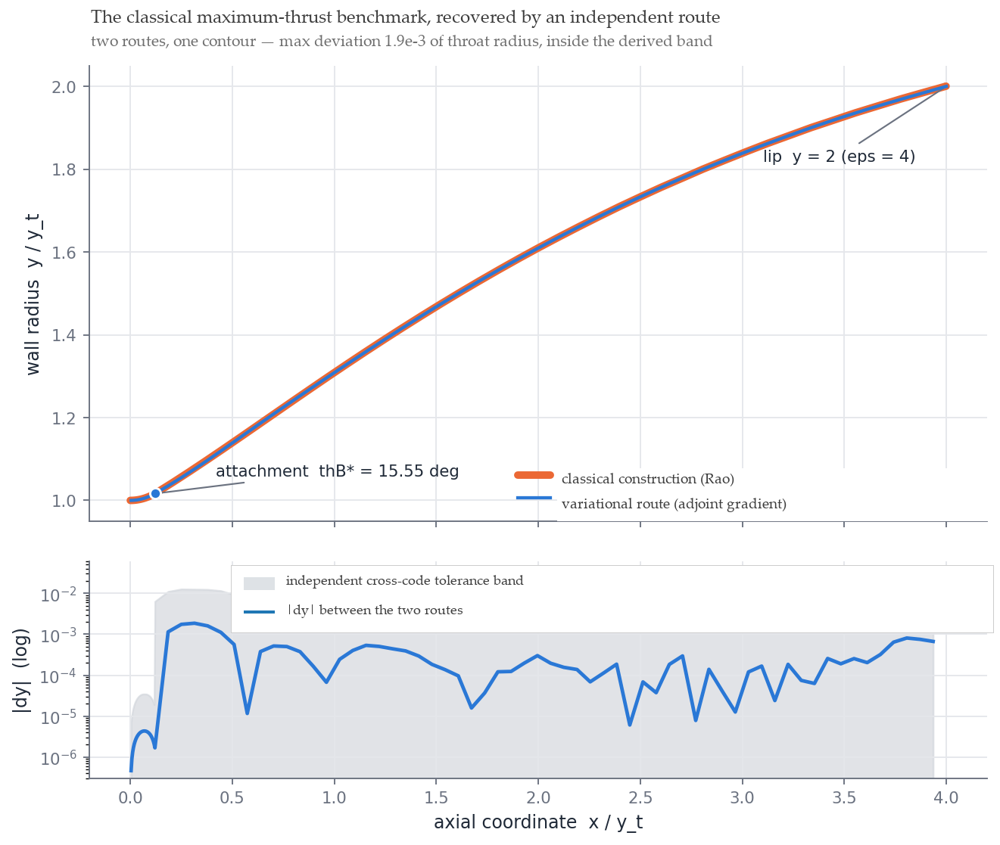 The classical maximum-thrust benchmark, recovered by an independent route
two routes, one contour — max deviation 1.9e-3 of throat radius, inside the derived band
wall radius  y / y_t
2.0
1.8
1.6
1.4
1.2
1.0
lip  y = 2 (eps = 4)
attachment  thB* = 15.55 deg
classical construction (Rao)
variational route (adjoint gradient)
|dy|  (log)
10⁻²
10⁻³
10⁻⁴
10⁻⁵
10⁻⁶
independent cross-code tolerance band
|dy| between the two routes
0.0 0.5 1.0 1.5 2.0 2.5 3.0 3.5 4.0
axial coordinate  x / y_t